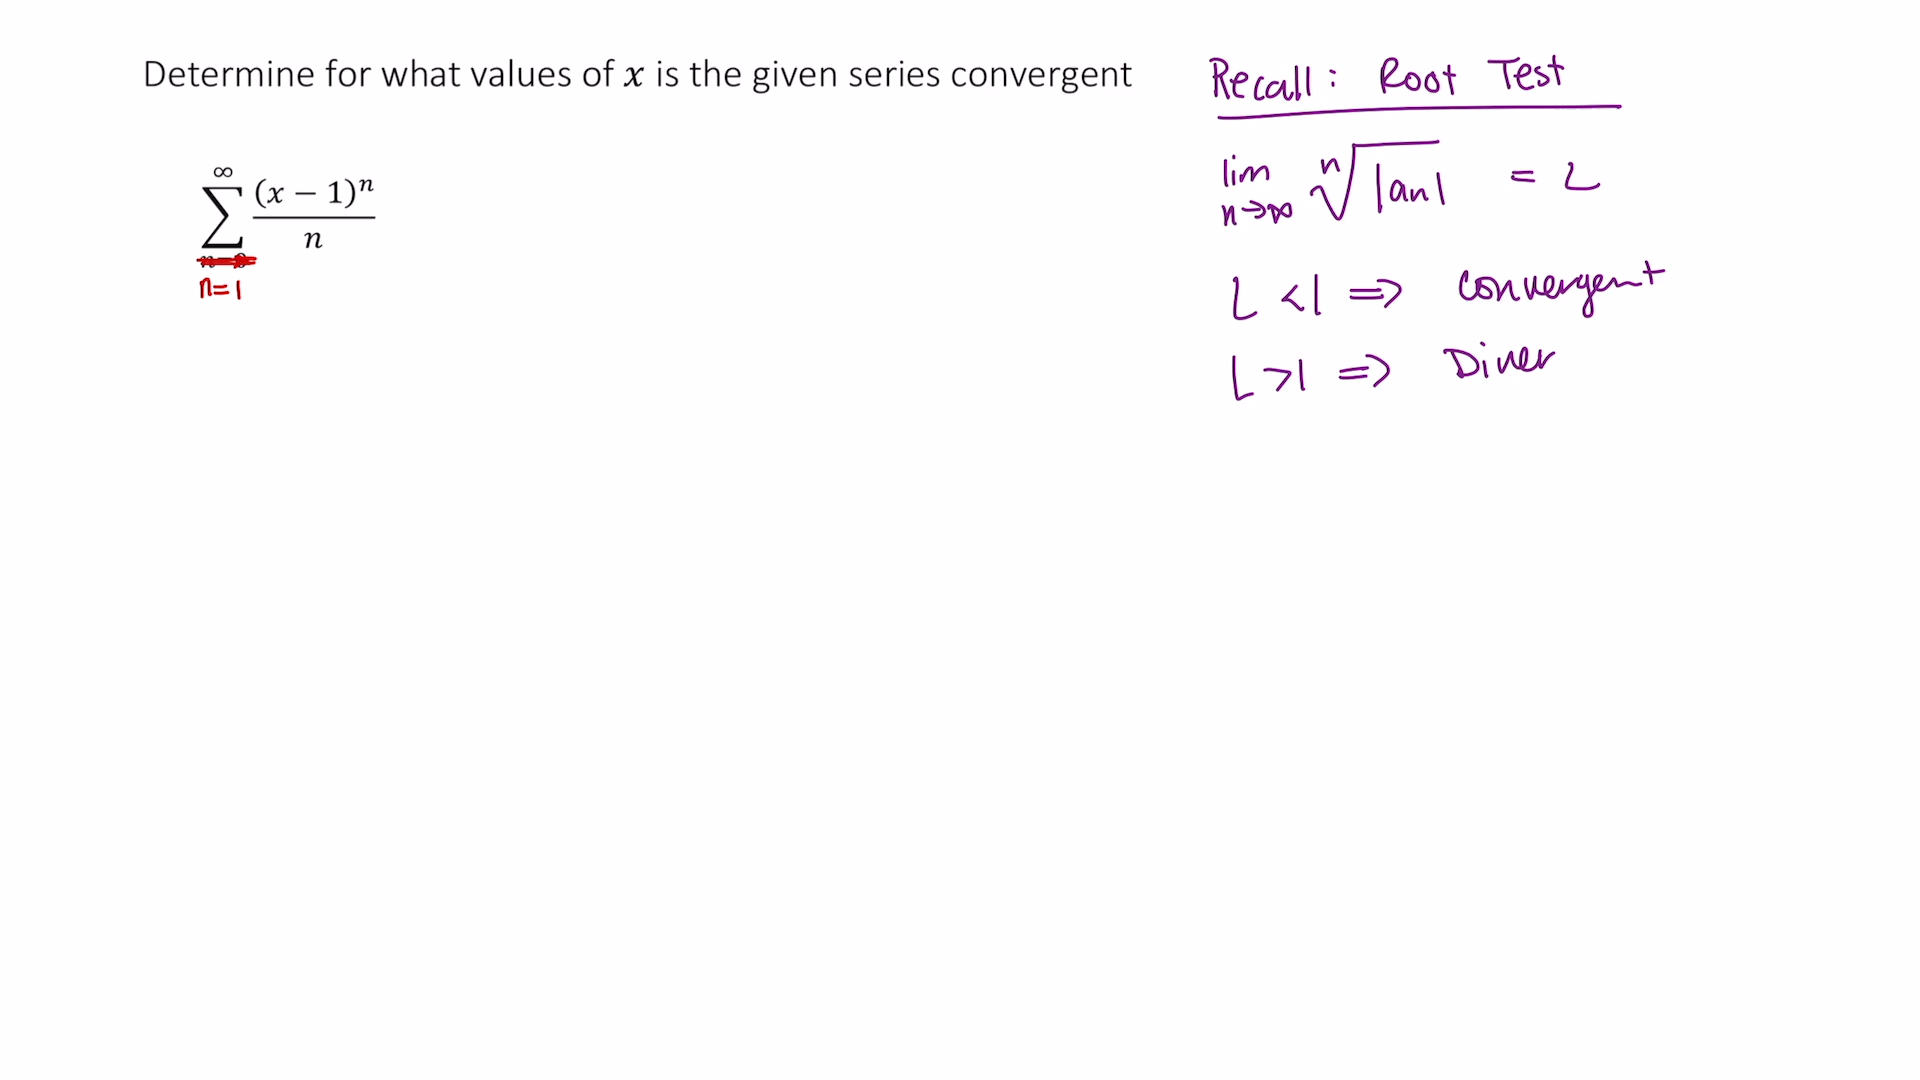 Determine for what values of x is the given series convergent
∞
∑ (x − 1)ⁿ / n
n=1
Recall: Root Test
lim n→∞ ⁿ√|an| = L
L <1 => Convergent
L >1 => Diver